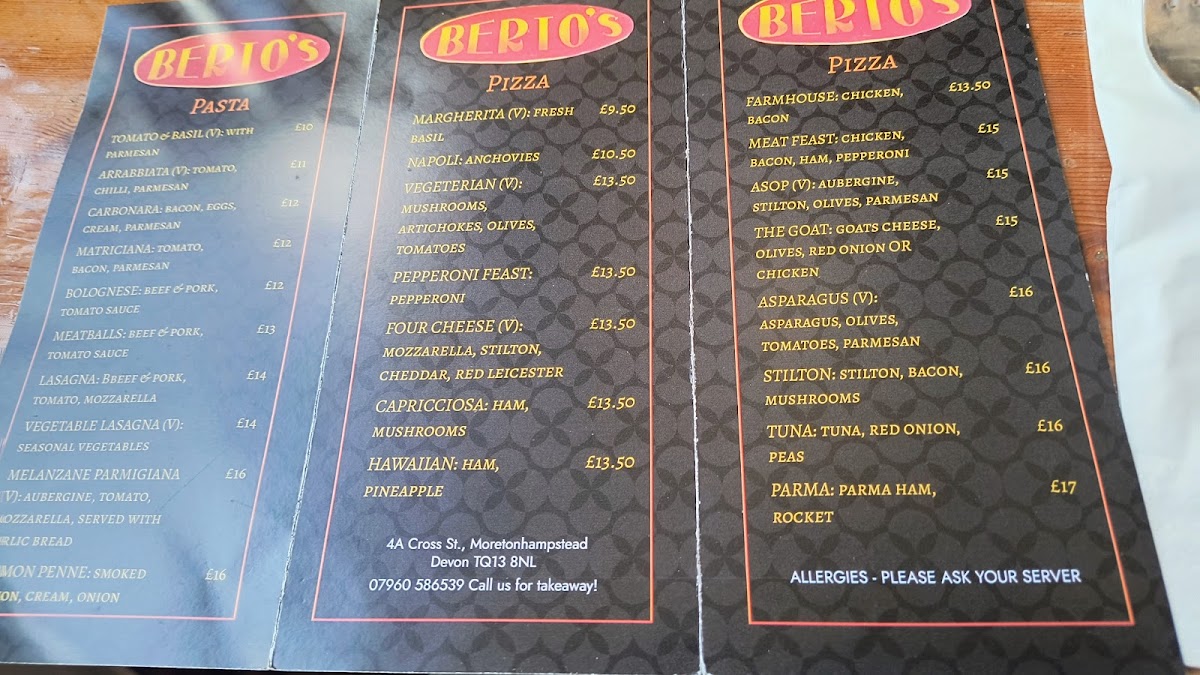 BERTO's
PASTA
TOMATO & BASIL (V): WITH £10
PARMESAN
ARRABBIATA (V): TOMATO, £11
CHILLI, PARMESAN
CARBONARA: BACON, EGGS, £12
CREAM, PARMESAN
MATRICIANA: TOMATO, £12
BACON, PARMESAN
BOLOGNESE: BEEF & PORK, £12
TOMATO SAUCE
MEATBALLS: BEEF & PORK, £13
TOMATO SAUCE
LASAGNA: BBEEF & PORK, £14
TOMATO, MOZZARELLA
VEGETABLE LASAGNA (V): £14
SEASONAL VEGETABLES
MELANZANE PARMIGIANA £16
(V): AUBERGINE, TOMATO,
MOZZARELLA, SERVED WITH
BREAD
PENNE: SMOKED £16
CREAM, ONION
BERTO's
PIZZA
MARGHERITA (V): FRESH £9.50
BASIL
NAPOLI: ANCHOVIES £10.50
VEGETERIAN (V): £13.50
MUSHROOMS,
ARTICHOKES, OLIVES,
TOMATOES
PEPPERONI FEAST: £13.50
PEPPERONI
FOUR CHEESE (V): £13.50
MOZZARELLA, STILTON,
CHEDDAR, RED LEICESTER
CAPRICCIOSA: HAM, £13.50
MUSHROOMS
HAWAIIAN: HAM, £13.50
PINEAPPLE
4A Cross St., Moretonhampstead
Devon TQ13 8NL
07960 586539 Call us for takeaway!
BERTO's
PIZZA
FARMHOUSE: CHICKEN, £13.50
BACON
MEAT FEAST: CHICKEN, £15
BACON, HAM, PEPPERONI
ASOP (V): AUBERGINE, £15
STILTON, OLIVES, PARMESAN
THE GOAT: GOATS CHEESE, £15
OLIVES, RED ONION OR
CHICKEN
ASPARAGUS (V): £16
ASPARAGUS, OLIVES,
TOMATOES, PARMESAN
STILTON: STILTON, BACON, £16
MUSHROOMS
TUNA: TUNA, RED ONION, £16
PEAS
PARMA: PARMA HAM, £17
ROCKET
ALLERGIES - PLEASE ASK YOUR SERVER